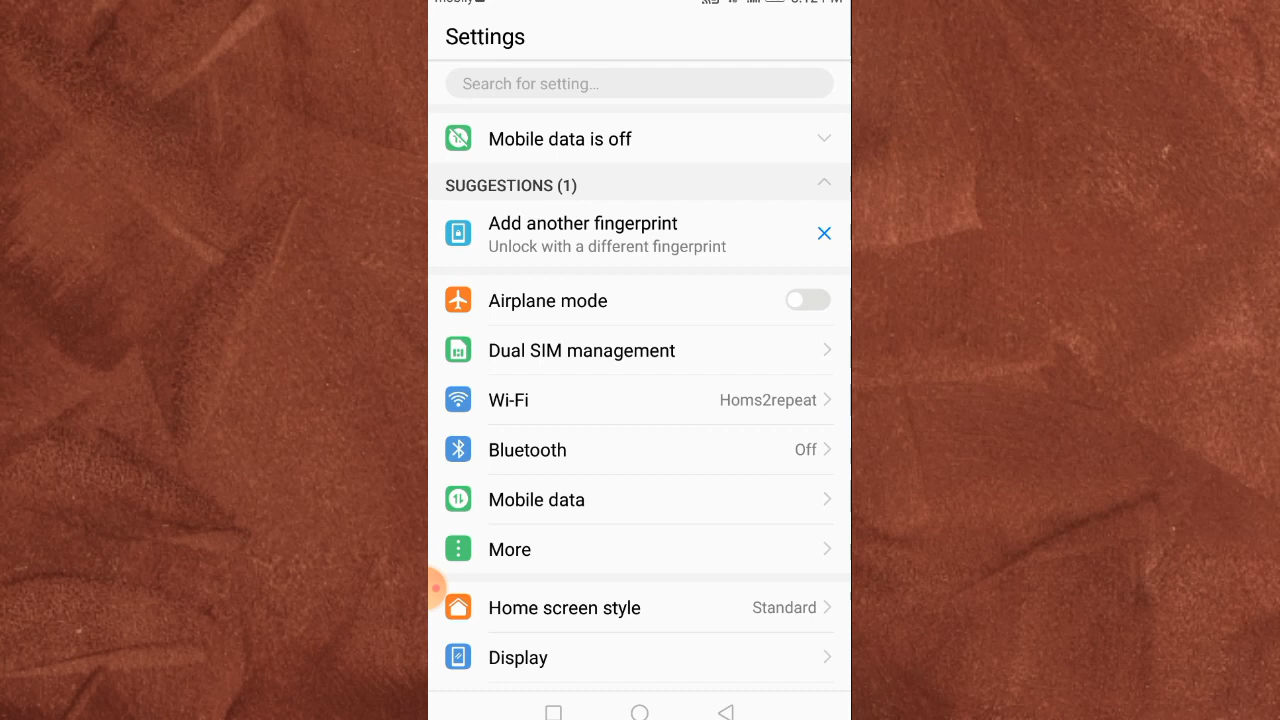 Settings
Search for setting...
Mobile data is off
SUGGESTIONS (1)
Add another fingerprint
Unlock with a different fingerprint
Airplane mode
Dual SIM management
Wi-Fi Homs2repeat
Bluetooth Off
Mobile data
More
Home screen style Standard
Display